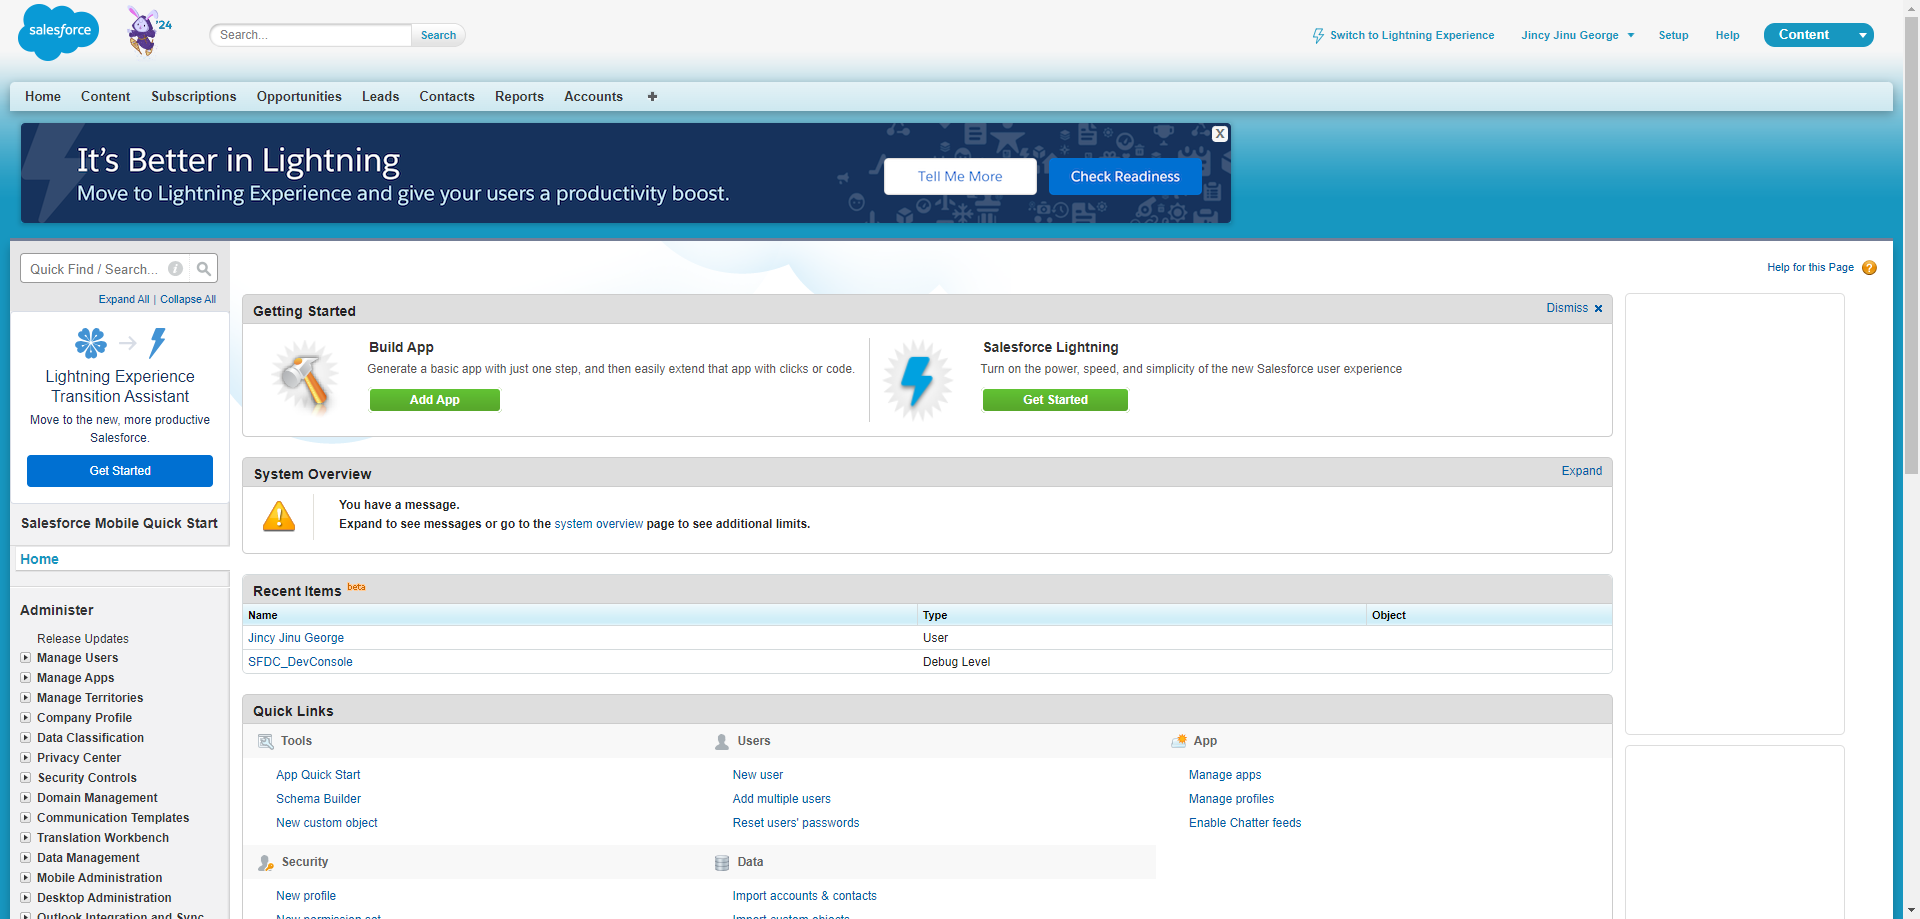 salesforce
'24
Search...
Search
Switch to Lightning Experience
Jincy Jinu George
Setup
Help
Content
Home
Content
Subscriptions
Opportunities
Leads
Contacts
Reports
Accounts
It's Better in Lightning
Move to Lightning Experience and give your users a productivity boost.
Tell Me More
Check Readiness
X
Quick Find / Search...
Expand All | Collapse All
Lightning Experience
Transition Assistant
Move to the new, more productive
Salesforce.
Get Started
Salesforce Mobile Quick Start
Home
Administer
Release Updates
Manage Users
Manage Apps
Manage Territories
Company Profile
Data Classification
Privacy Center
Security Controls
Domain Management
Communication Templates
Translation Workbench
Data Management
Mobile Administration
Desktop Administration
Outlook Integration and Sync
Help for this Page
Getting Started
Dismiss
Build App
Generate a basic app with just one step, and then easily extend that app with clicks or code.
Add App
Salesforce Lightning
Turn on the power, speed, and simplicity of the new Salesforce user experience
Get Started
System Overview
Expand
You have a message.
Expand to see messages or go to the system overview page to see additional limits.
Recent Items beta
Name Type Object
Jincy Jinu George User
SFDC_DevConsole Debug Level
Quick Links
Tools
App Quick Start
Schema Builder
New custom object
Users
New user
Add multiple users
Reset users' passwords
App
Manage apps
Manage profiles
Enable Chatter feeds
Security
New profile
New permission set
Data
Import accounts & contacts
Import custom objects